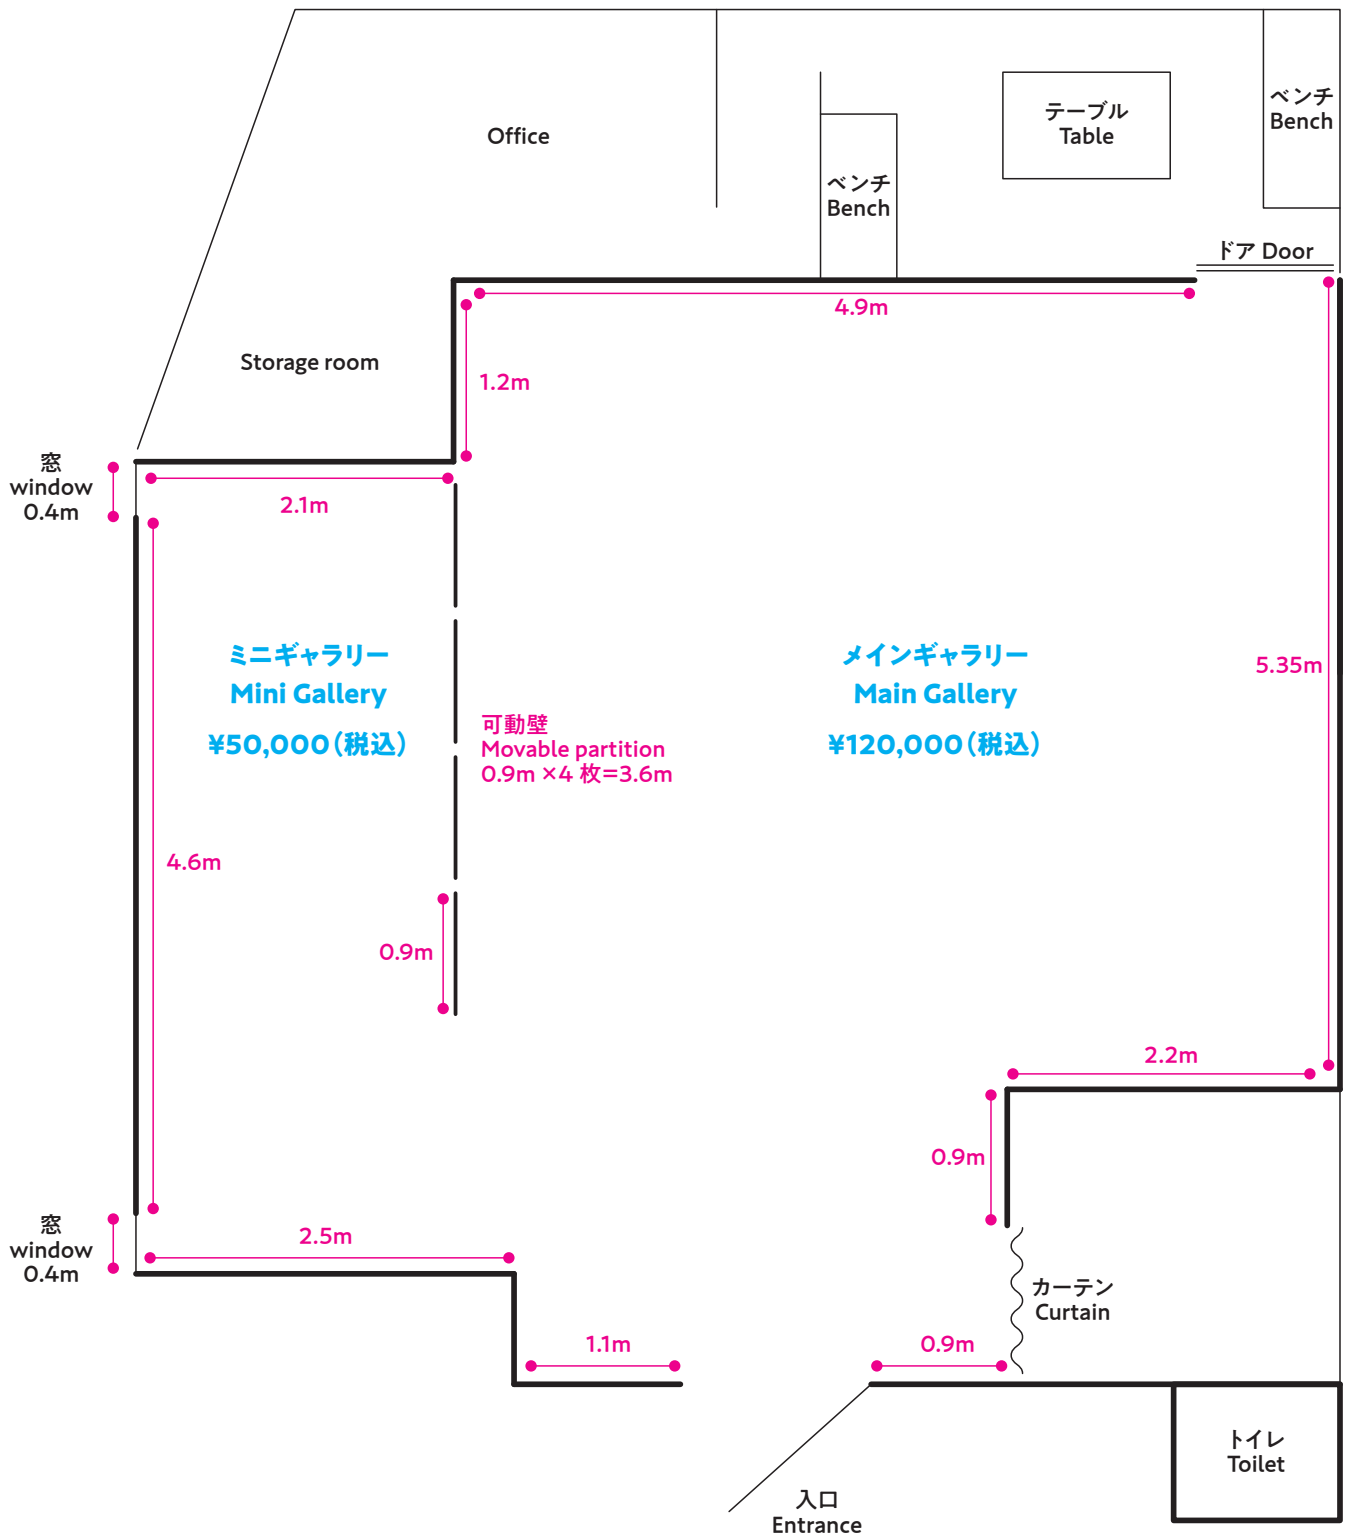 Office
テーブル
Table
ベンチ
Bench
ベンチ
Bench
ドア Door
4.9m
Storage room
1.2m
窓
window
0.4m
2.1m
ミニギャラリー
Mini Gallery
¥50,000（税込）
メインギャラリー
Main Gallery
¥120,000（税込）
5.35m
可動壁
Movable partition
0.9m ×4 枚=3.6m
4.6m
0.9m
2.2m
0.9m
窓
window
0.4m
2.5m
カーテン
Curtain
1.1m
0.9m
トイレ
Toilet
入口
Entrance